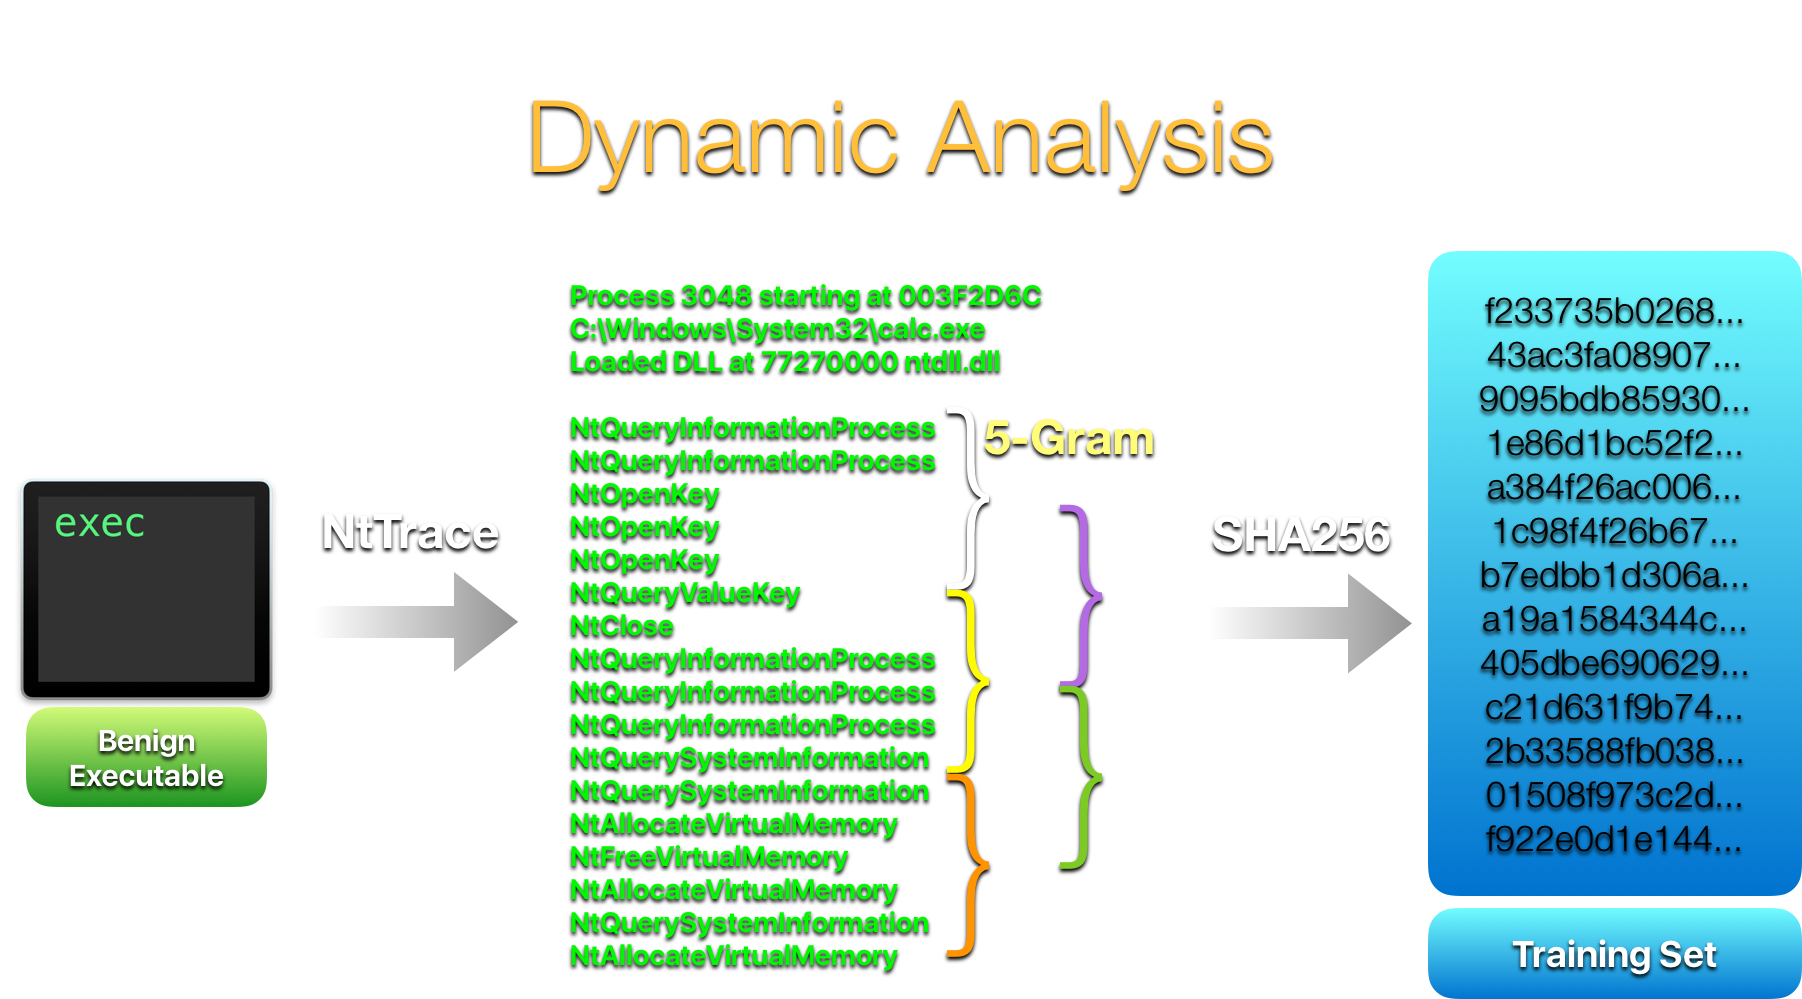 Dynamic Analysis
exec
Benign
Executable
NtTrace
Process 3048 starting at 003F2D6C
C:\Windows\System32\calc.exe
Loaded DLL at 77270000 ntdll.dll
NtQueryInformationProcess
NtQueryInformationProcess
NtOpenKey
NtOpenKey
NtOpenKey
NtQueryValueKey
NtClose
NtQueryInformationProcess
NtQueryInformationProcess
NtQueryInformationProcess
NtQuerySystemInformation
NtQuerySystemInformation
NtAllocateVirtualMemory
NtFreeVirtualMemory
NtAllocateVirtualMemory
NtQuerySystemInformation
NtAllocateVirtualMemory
5-Gram
SHA256
f233735b0268...
43ac3fa08907...
9095bdb85930...
1e86d1bc52f2...
a384f26ac006...
1c98f4f26b67...
b7edbb1d306a...
a19a1584344c...
405dbe690629...
c21d631f9b74...
2b33588fb038...
01508f973c2d...
f922e0d1e144...
Training Set